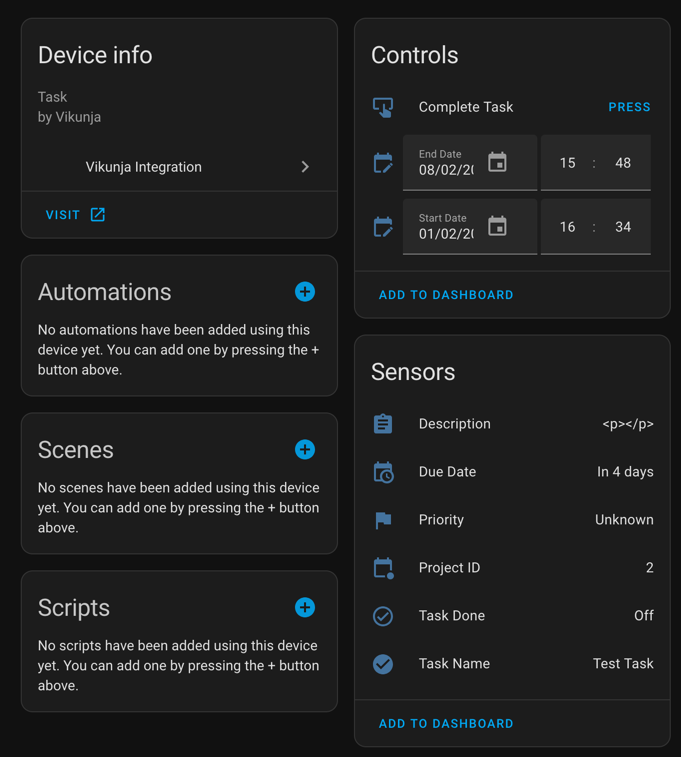 Device info
Task
by Vikunja
Vikunja Integration
VISIT
Automations
No automations have been added using this
device yet. You can add one by pressing the +
button above.
Scenes
No scenes have been added using this device
yet. You can add one by pressing the + button
above.
Scripts
No scripts have been added using this device
yet. You can add one by pressing the + button
above.
Controls
Complete Task PRESS
End Date
08/02/20 15 : 48
Start Date
01/02/20 16 : 34
ADD TO DASHBOARD
Sensors
Description <p></p>
Due Date In 4 days
Priority Unknown
Project ID 2
Task Done Off
Task Name Test Task
ADD TO DASHBOARD